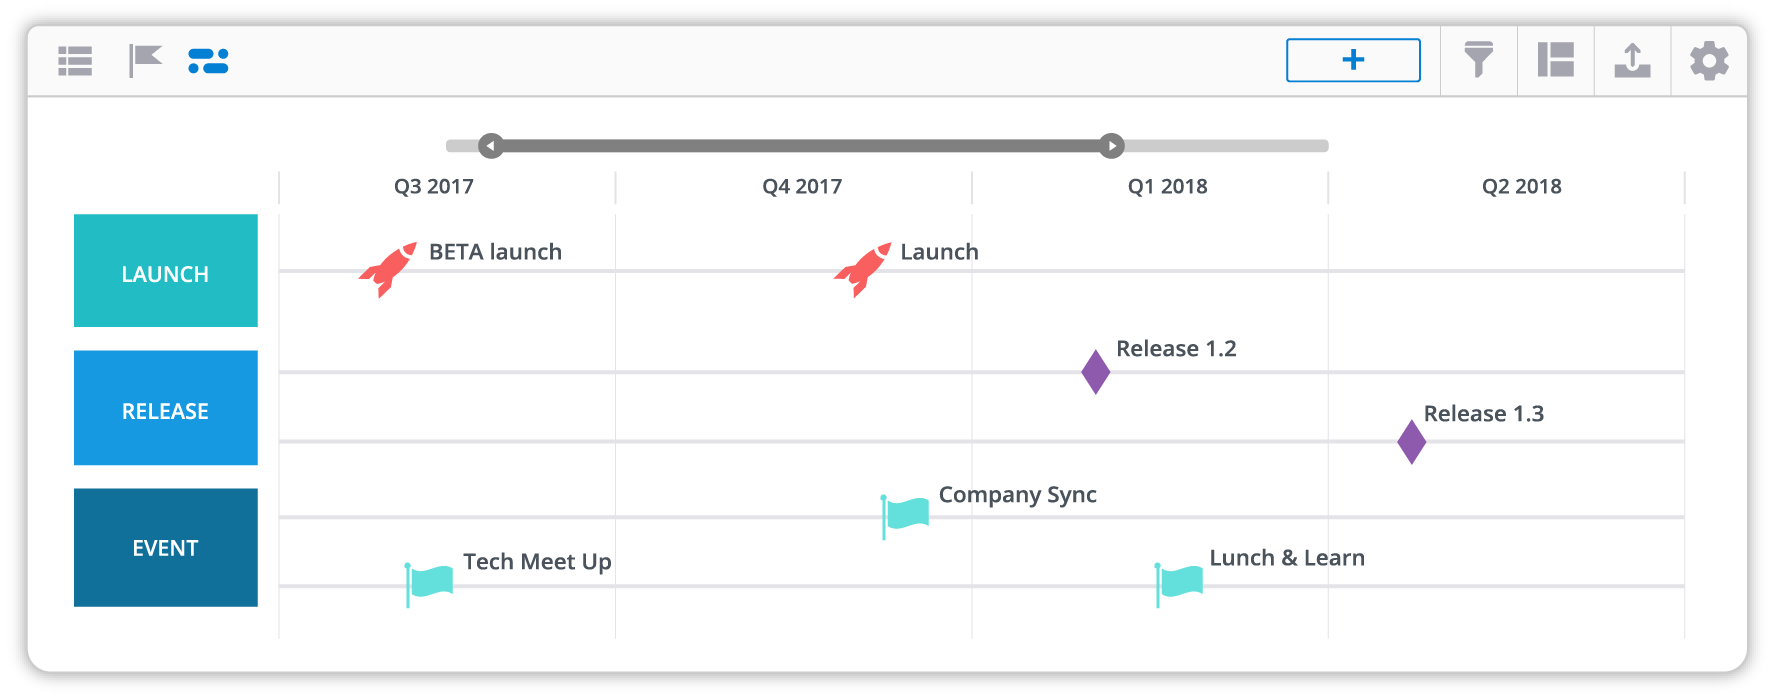 +
Q3 2017
Q4 2017
Q1 2018
Q2 2018
LAUNCH
BETA launch
Launch
RELEASE
Release 1.2
Release 1.3
EVENT
Company Sync
Tech Meet Up
Lunch & Learn